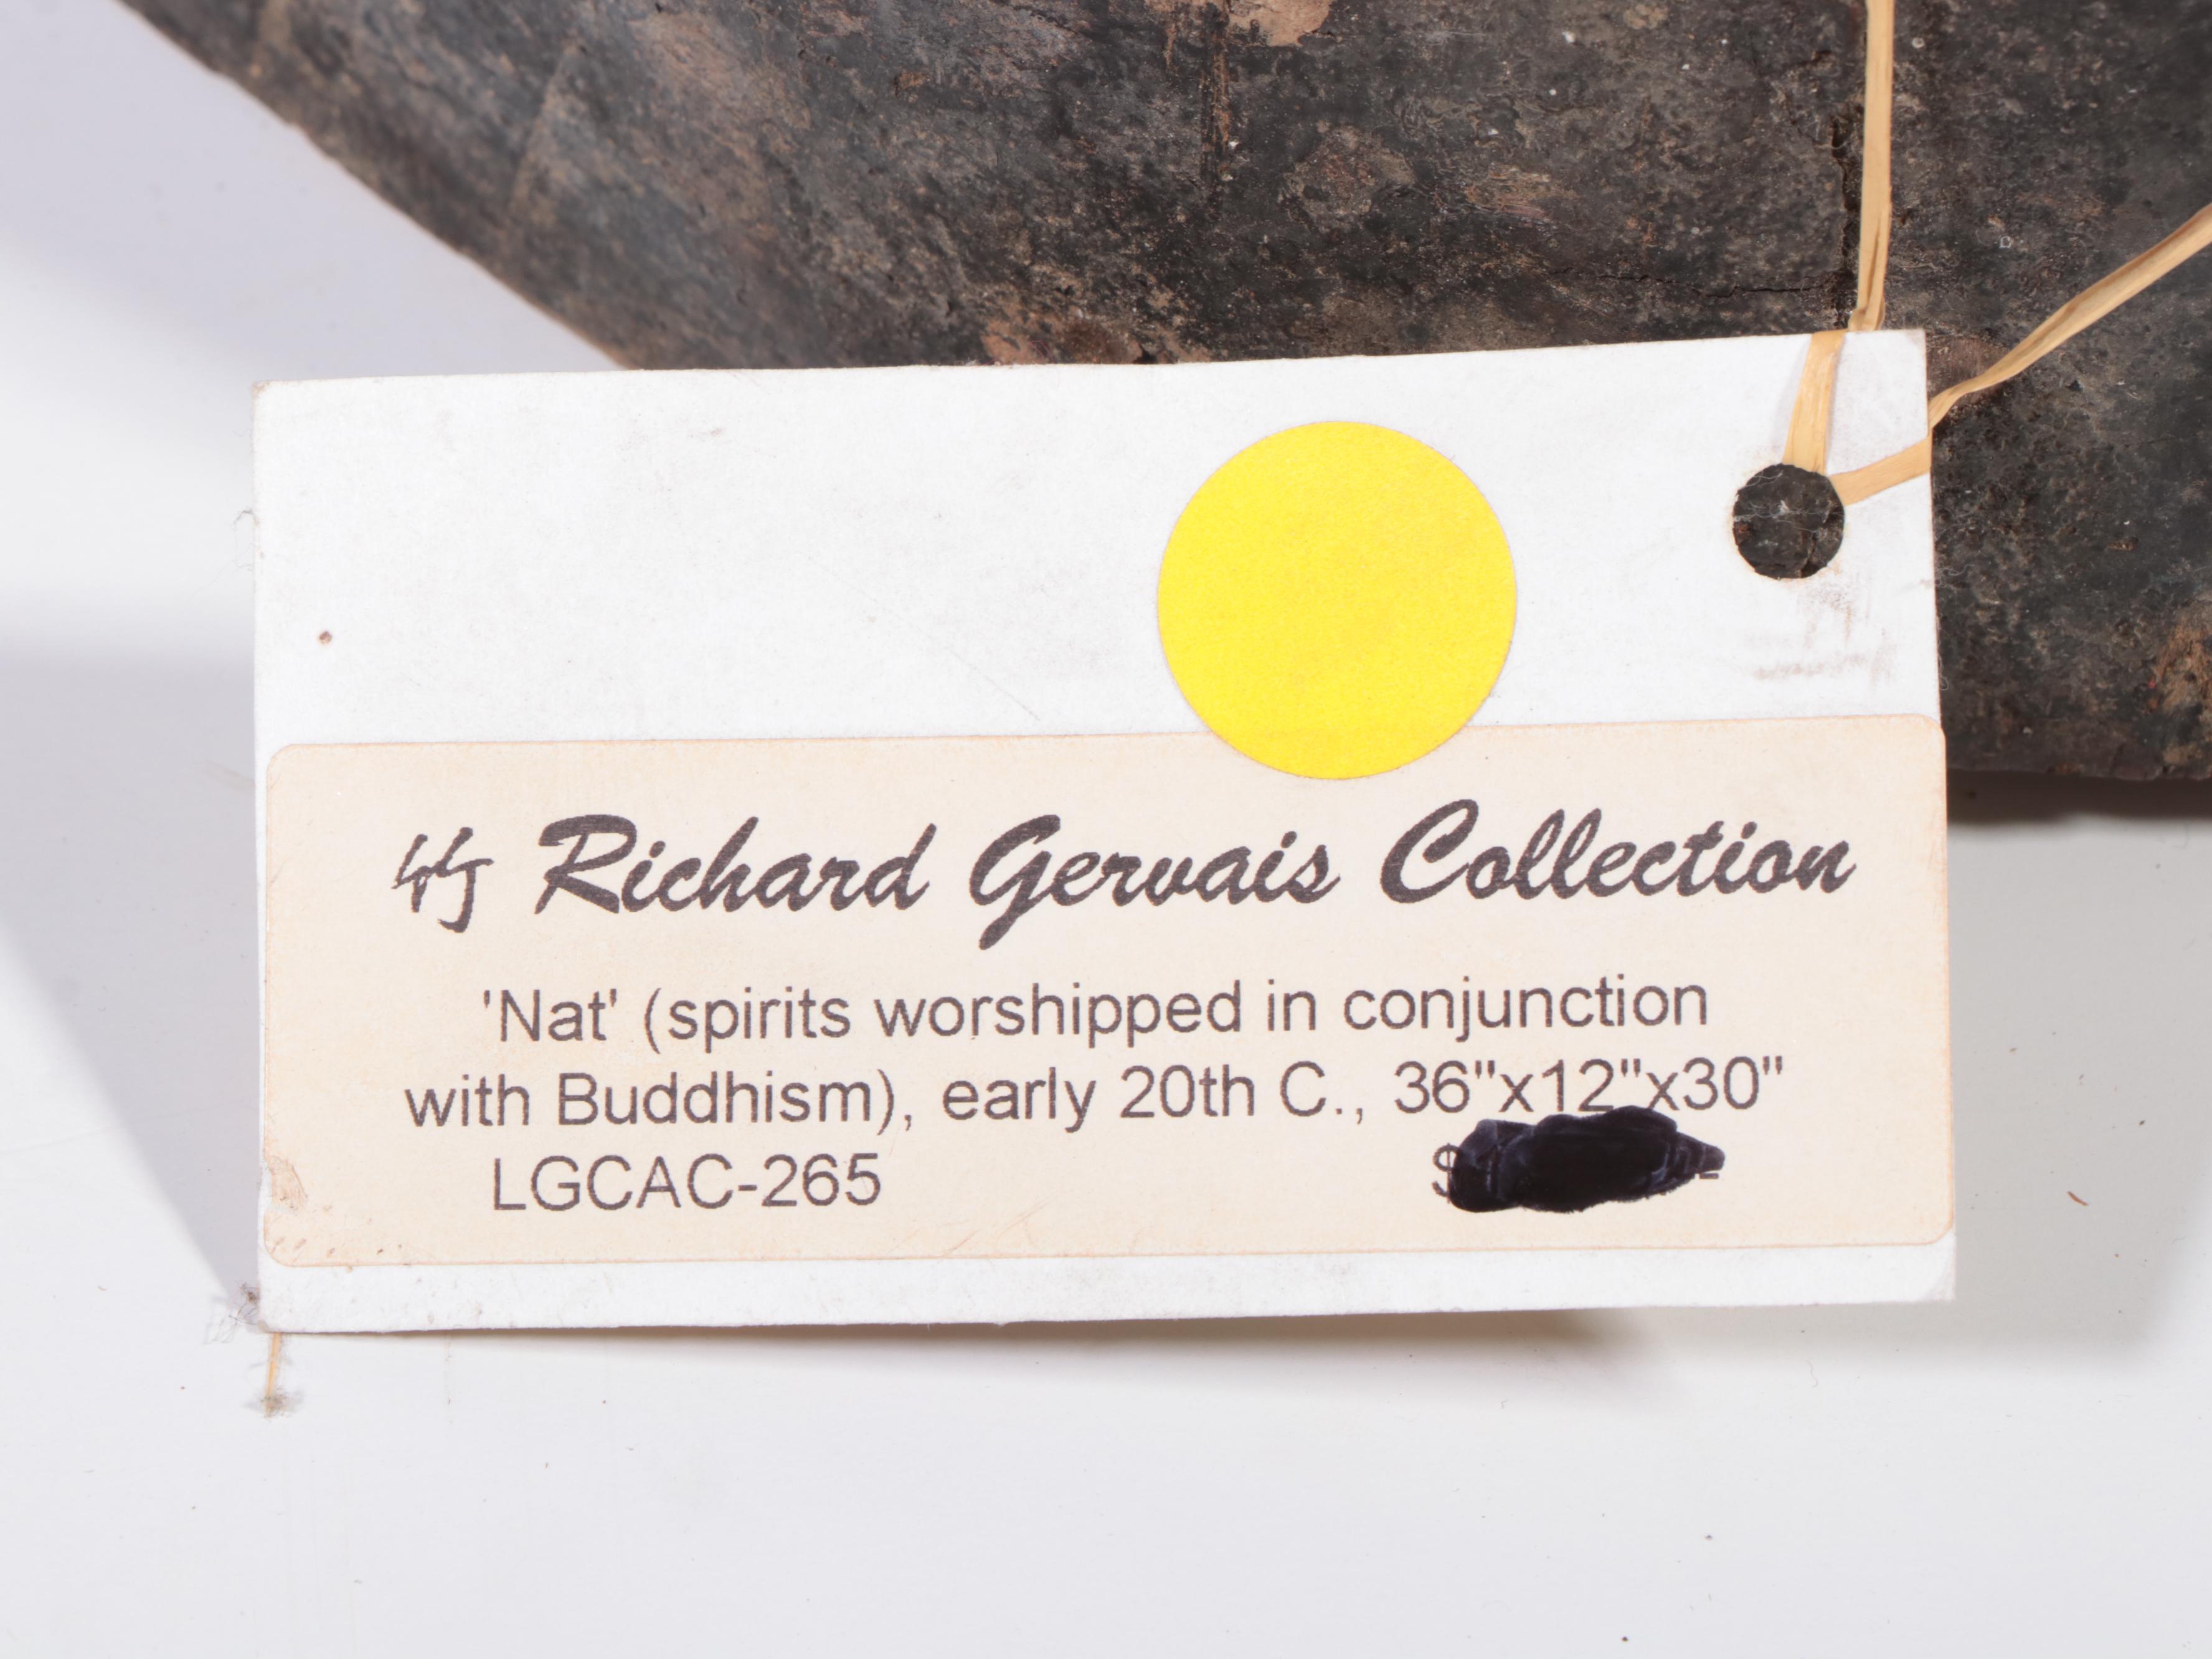 Richard Gervais Collection
'Nat' (spirits worshipped in conjunction
with Buddhism), early 20th C., 36"x12"x30"
LGCAC-265 $